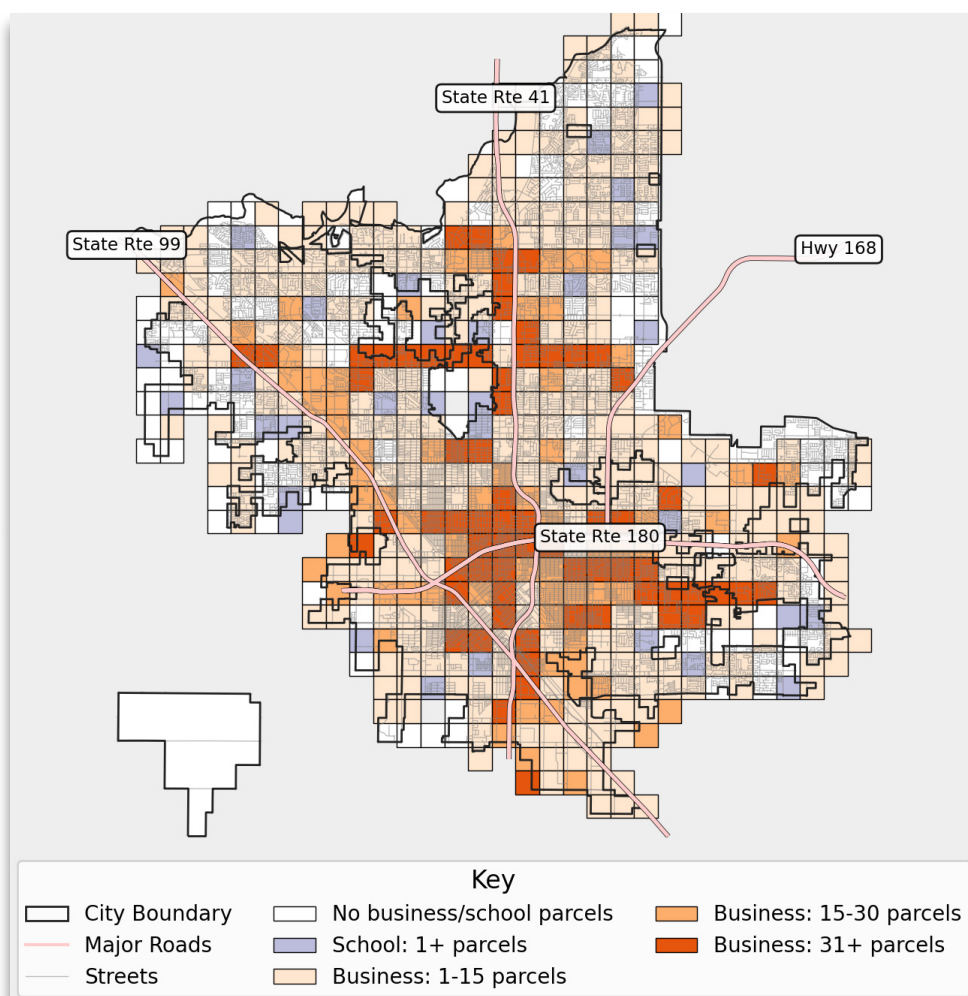 State Rte 41
State Rte 99
Hwy 168
State Rte 180
Key
City Boundary
Major Roads
Streets
No business/school parcels
School: 1+ parcels
Business: 1-15 parcels
Business: 15-30 parcels
Business: 31+ parcels